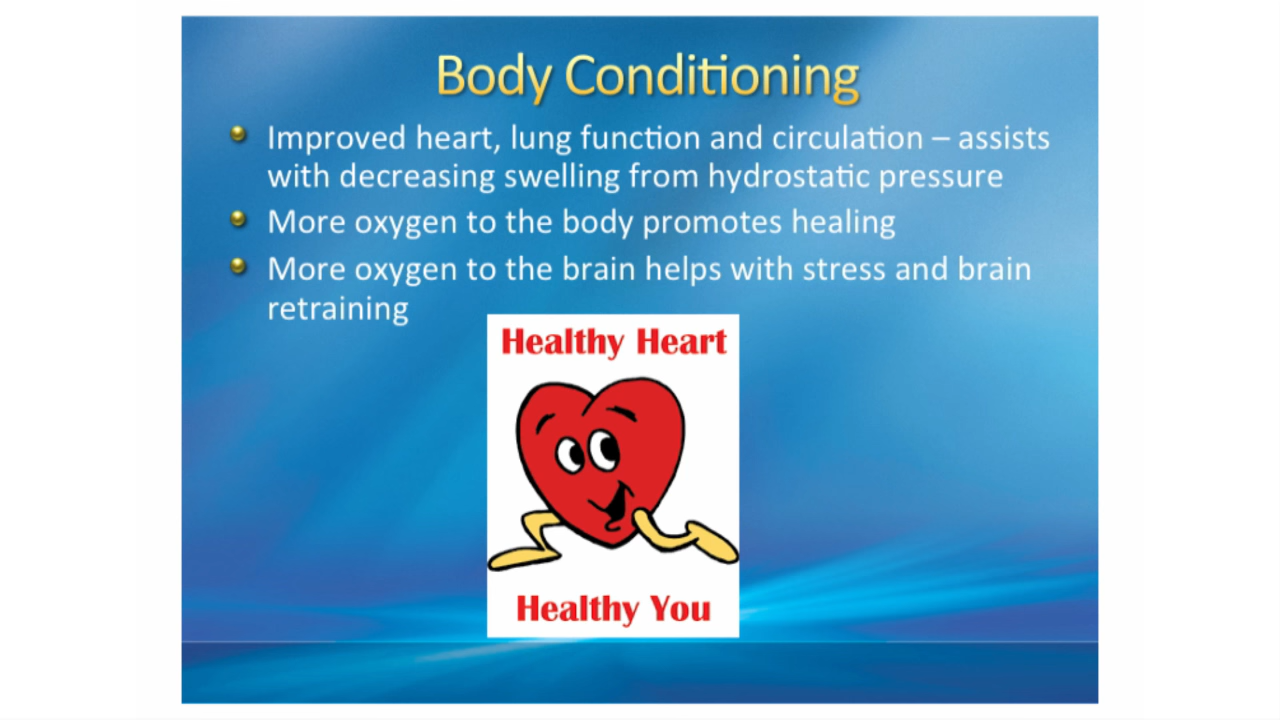 Body Conditioning
Improved heart, lung function and circulation – assists
with decreasing swelling from hydrostatic pressure
More oxygen to the body promotes healing
More oxygen to the brain helps with stress and brain
retraining
Healthy Heart
Healthy You